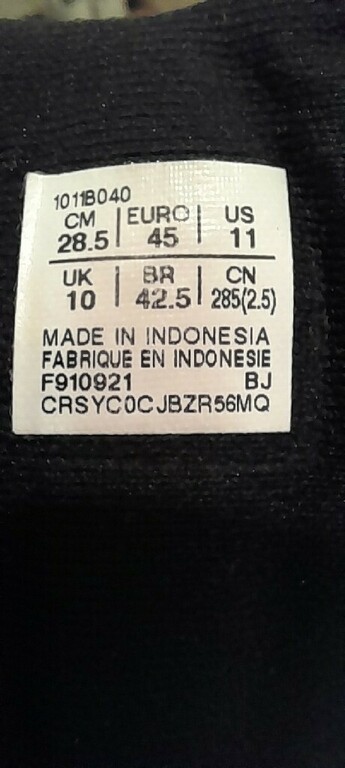 1011B040
CM | EURO | US
28.5 | 45 | 11
UK | BR | CN
10 | 42.5 | 285(2.5)
MADE IN INDONESIA
FABRIQUE EN INDONESIE
F910921 BJ
CRSYC0CJBZR56MQ